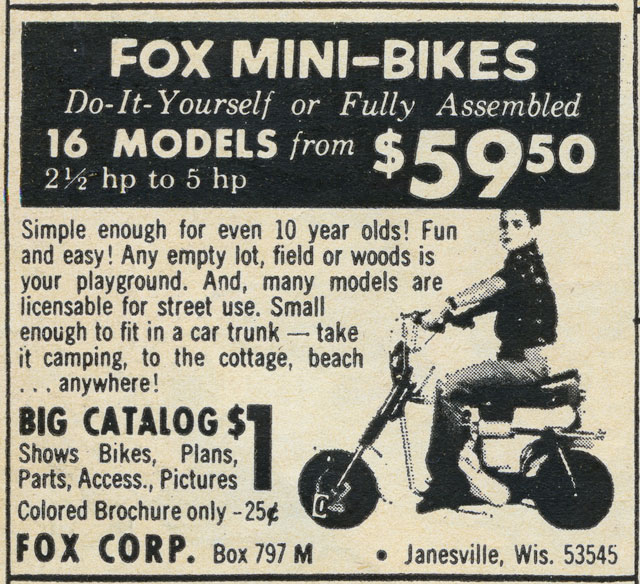 FOX MINI-BIKES
Do-It-Yourself or Fully Assembled
16 MODELS from $59 50
2½ hp to 5 hp
Simple enough for even 10 year olds! Fun
and easy! Any empty lot, field or woods is
your playground. And, many models are
licensable for street use. Small
enough to fit in a car trunk — take
it camping, to the cottage, beach
. . . anywhere!
BIG CATALOG $1
Shows Bikes, Plans,
Parts, Access., Pictures
Colored Brochure only - 25¢
FOX CORP. Box 797 M • Janesville, Wis. 53545